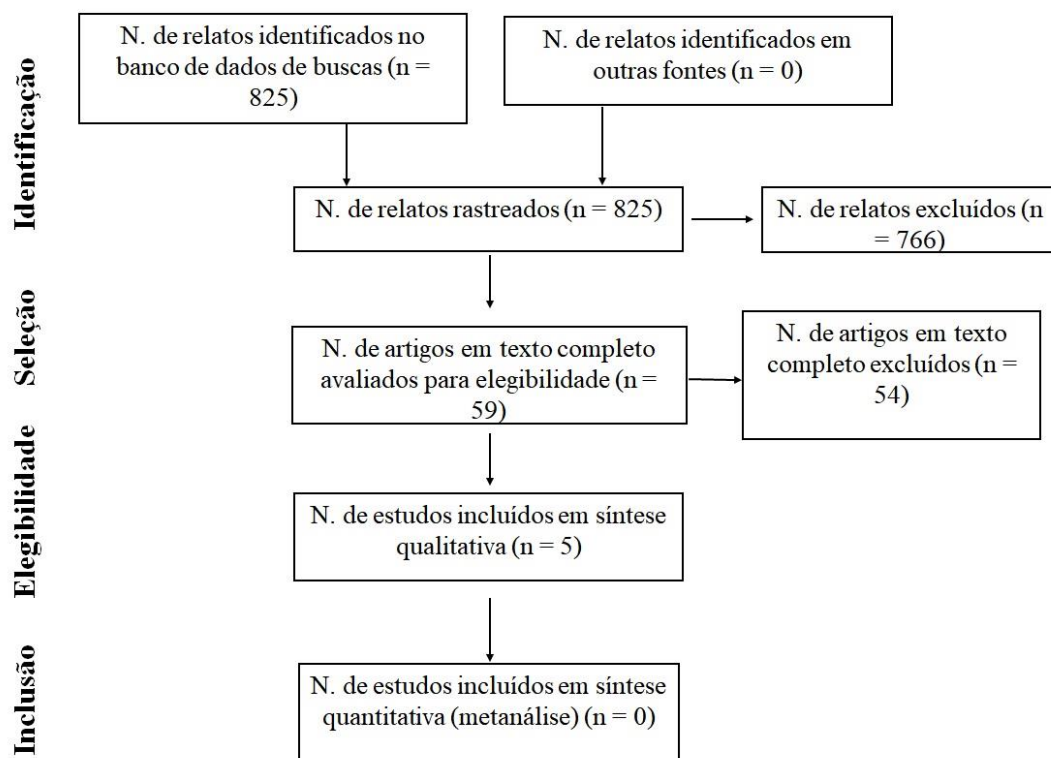 N. de relatos identificados no
banco de dados de buscas (n =
825)
N. de relatos identificados em
outras fontes (n = 0)
Identificação
N. de relatos rastreados (n = 825)
N. de relatos excluídos (n
= 766)
Seleção
N. de artigos em texto completo
avaliados para elegibilidade (n =
59)
N. de artigos em texto
completo excluídos (n =
54)
Elegibilidade
N. de estudos incluídos em síntese
qualitativa (n = 5)
Inclusão
N. de estudos incluídos em síntese
quantitativa (metanálise) (n = 0)